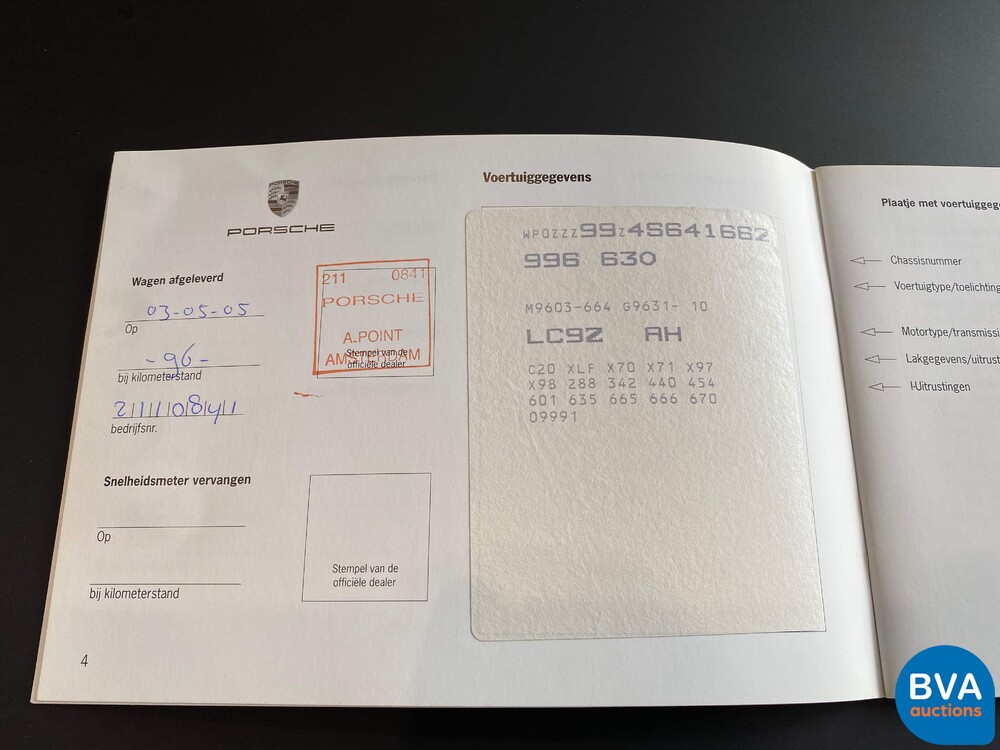 PORSCHE
Wagen afgeleverd
03-05-05
Op
-96-
bij kilometerstand
2111110841
bedrijfsnr.
211 0841
PORSCHE
A.POINT
AMSTERDAM
Stempel van de
officiële dealer
Snelheidsmeter vervangen
Op
bij kilometerstand
Stempel van de
officiële dealer
4
Voertuiggegevens
WP0ZZZ99Z4S641662
996 630
M9603-664 G9631- 10
LC9Z AH
C20 XLF X70 X71 X97
X98 288 342 440 454
601 635 665 666 670
09991
Plaatje met voertuiggeg
Chassisnummer
Voertuigtype/toelichting
Motortype/transmissi
Lakgegevens/uitrust
I-Uitrustingen
BVA
auctions